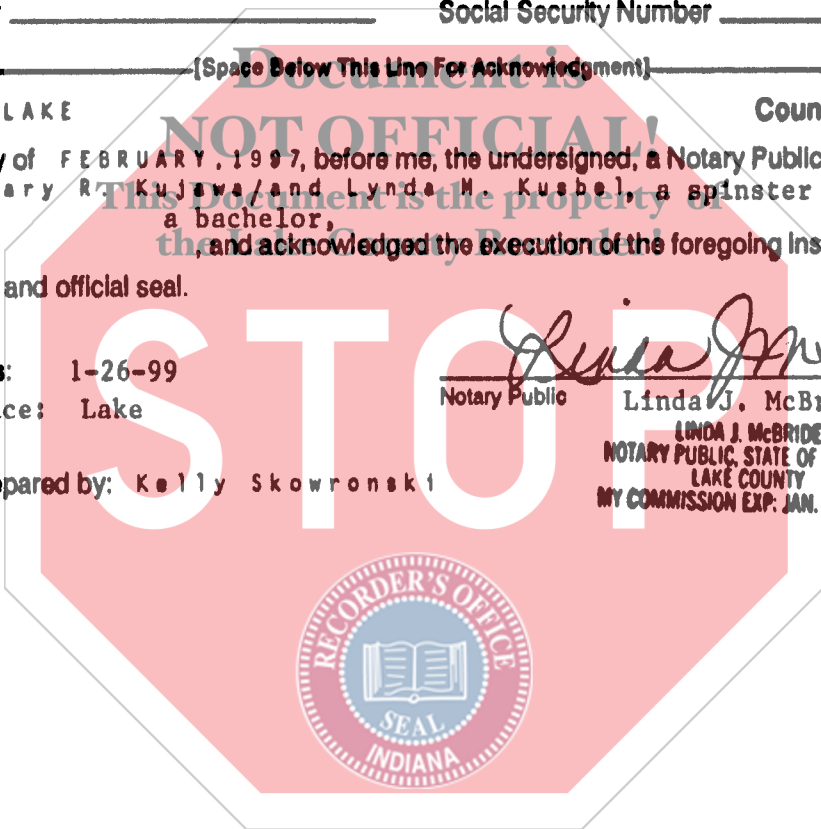 Social Security Number
[Space Below This Line For Acknowledgment]
Document is
LAKE
NOT OFFICIAL!
of FEBRUARY, 1997, before me, the undersigned, a Notary Public
ary R. Kujawa/and Lynda M. Kusbel, a spinster
This Document is the property of
a bachelor,
the Lake County Recorder!
, and acknowledged the execution of the foregoing ins
and official seal.
STOP
s: 1-26-99
Linda J. M
Notary Public Linda J. McBr
ce: Lake
LINDA J. McBRIDE
NOTARY PUBLIC, STATE OF
LAKE COUNTY
MY COMMISSION EXP: JAN.
pared by: Kelly Skowronski
RECORDER'S OFFICE
SEAL
INDIANA